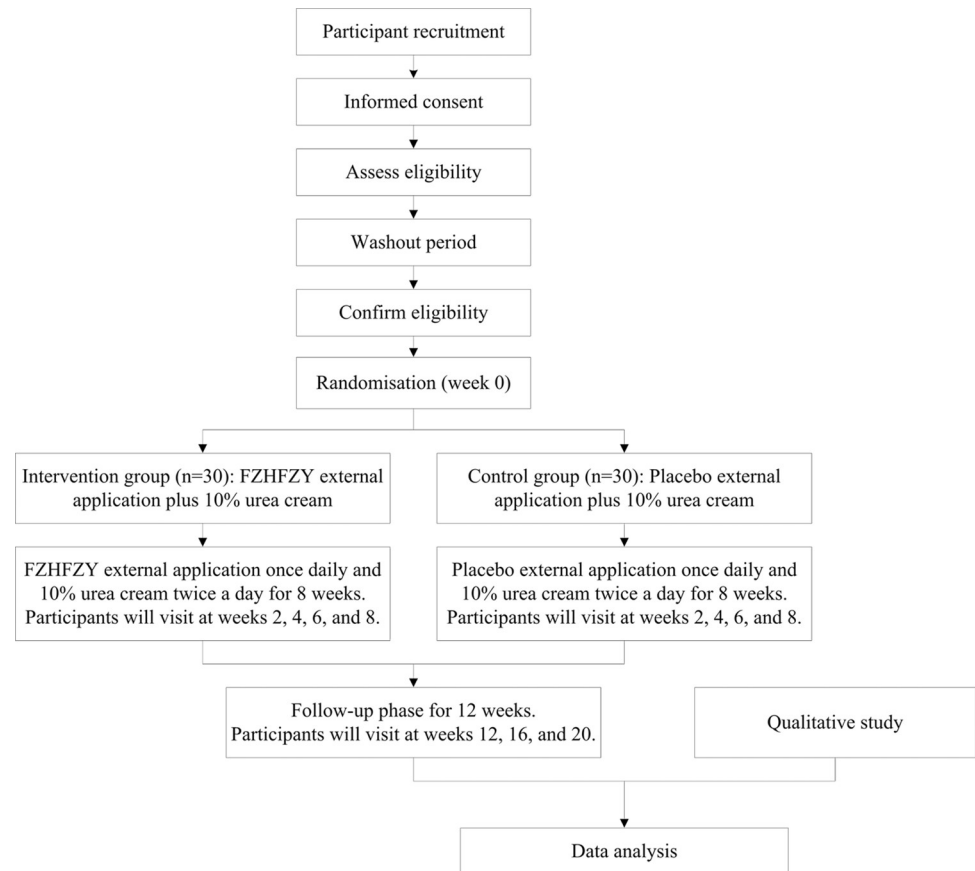 Participant recruitment
Informed consent
Assess eligibility
Washout period
Confirm eligibility
Randomisation (week 0)
Intervention group (n=30): FZHFZY external
application plus 10% urea cream
Control group (n=30): Placebo external
application plus 10% urea cream
FZHFZY external application once daily and
10% urea cream twice a day for 8 weeks.
Participants will visit at weeks 2, 4, 6, and 8.
Placebo external application once daily and
10% urea cream twice a day for 8 weeks.
Participants will visit at weeks 2, 4, 6, and 8.
Follow-up phase for 12 weeks.
Participants will visit at weeks 12, 16, and 20.
Qualitative study
Data analysis